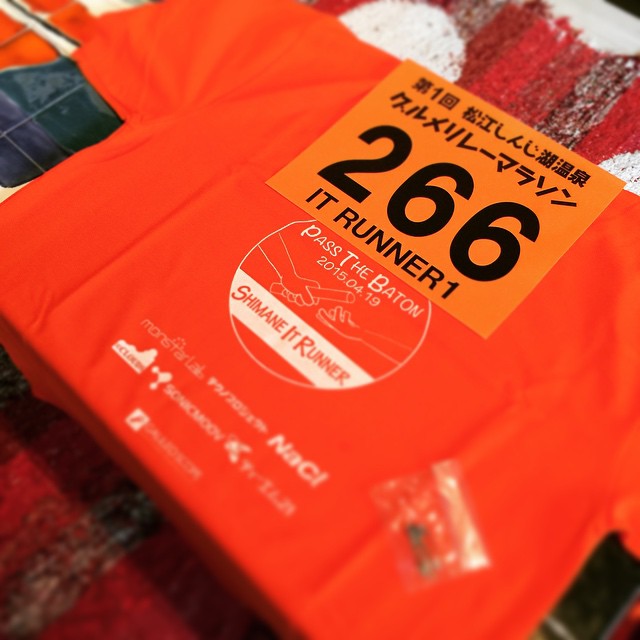 第1回 松江しんじ湖温泉
グルメリレーマラソン
266
IT RUNNER1
PASS THE BATON
2015.04.19
SHIMANE IT RUNNER
monstarlab
NaCl